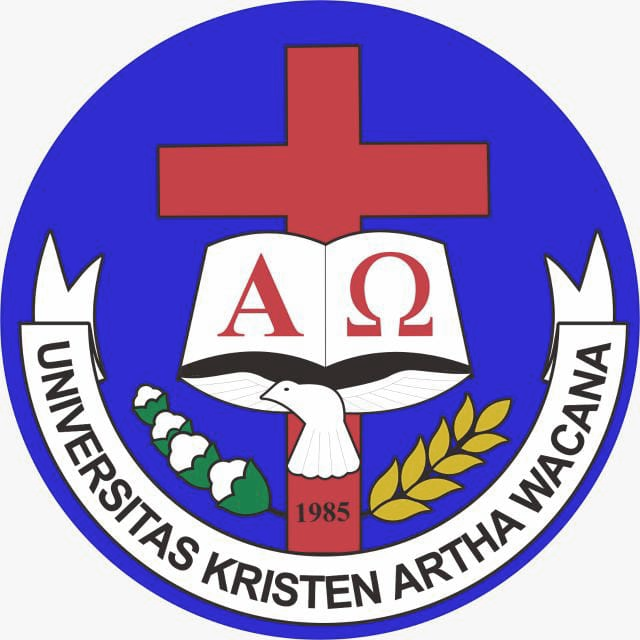 Α Ω
1985
UNIVERSITAS KRISTEN ARTHA WACANA